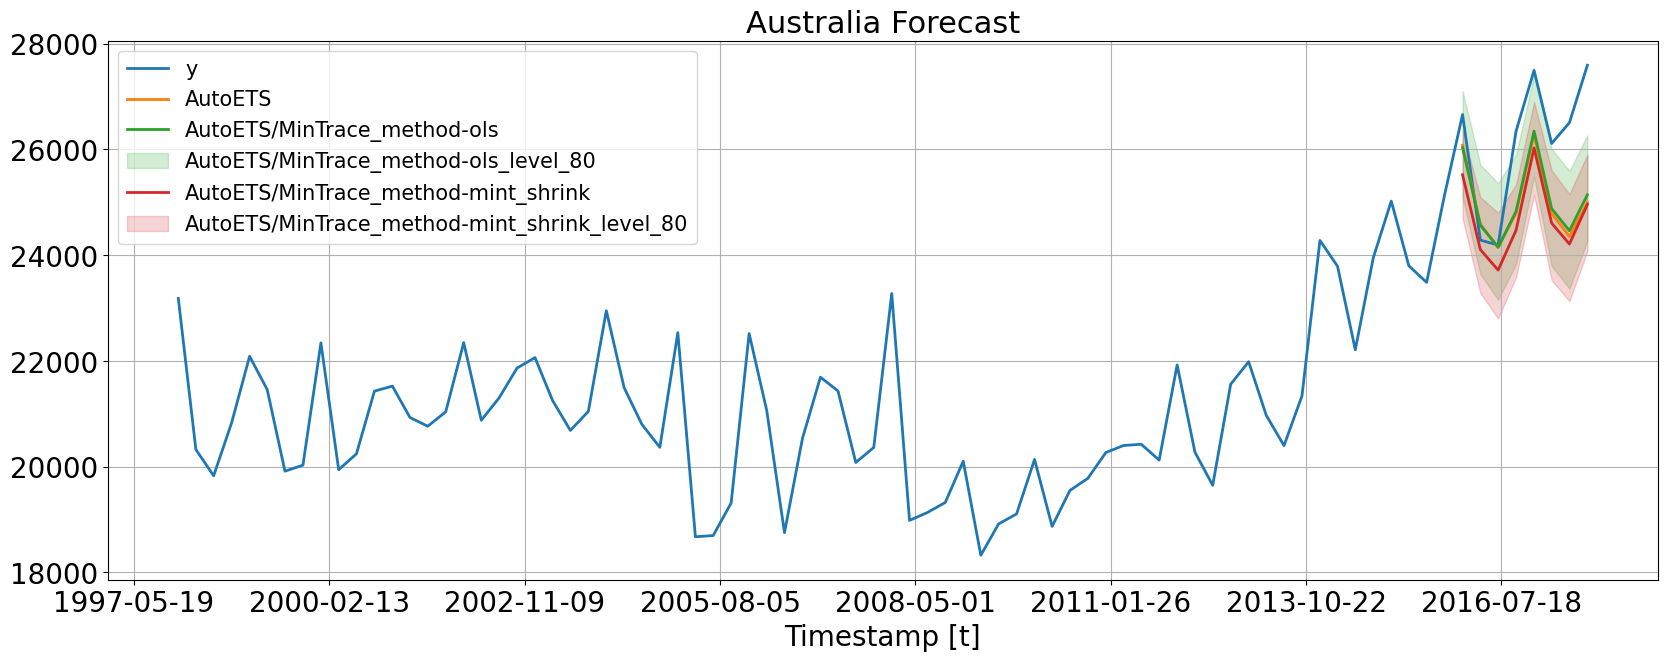 Australia Forecast
28000
26000
24000
22000
20000
18000
y
AutoETS
AutoETS/MinTrace_method-ols
AutoETS/MinTrace_method-ols_level_80
AutoETS/MinTrace_method-mint_shrink
AutoETS/MinTrace_method-mint_shrink_level_80
1997-05-19 2000-02-13 2002-11-09 2005-08-05 2008-05-01 2011-01-26 2013-10-22 2016-07-18
Timestamp [t]